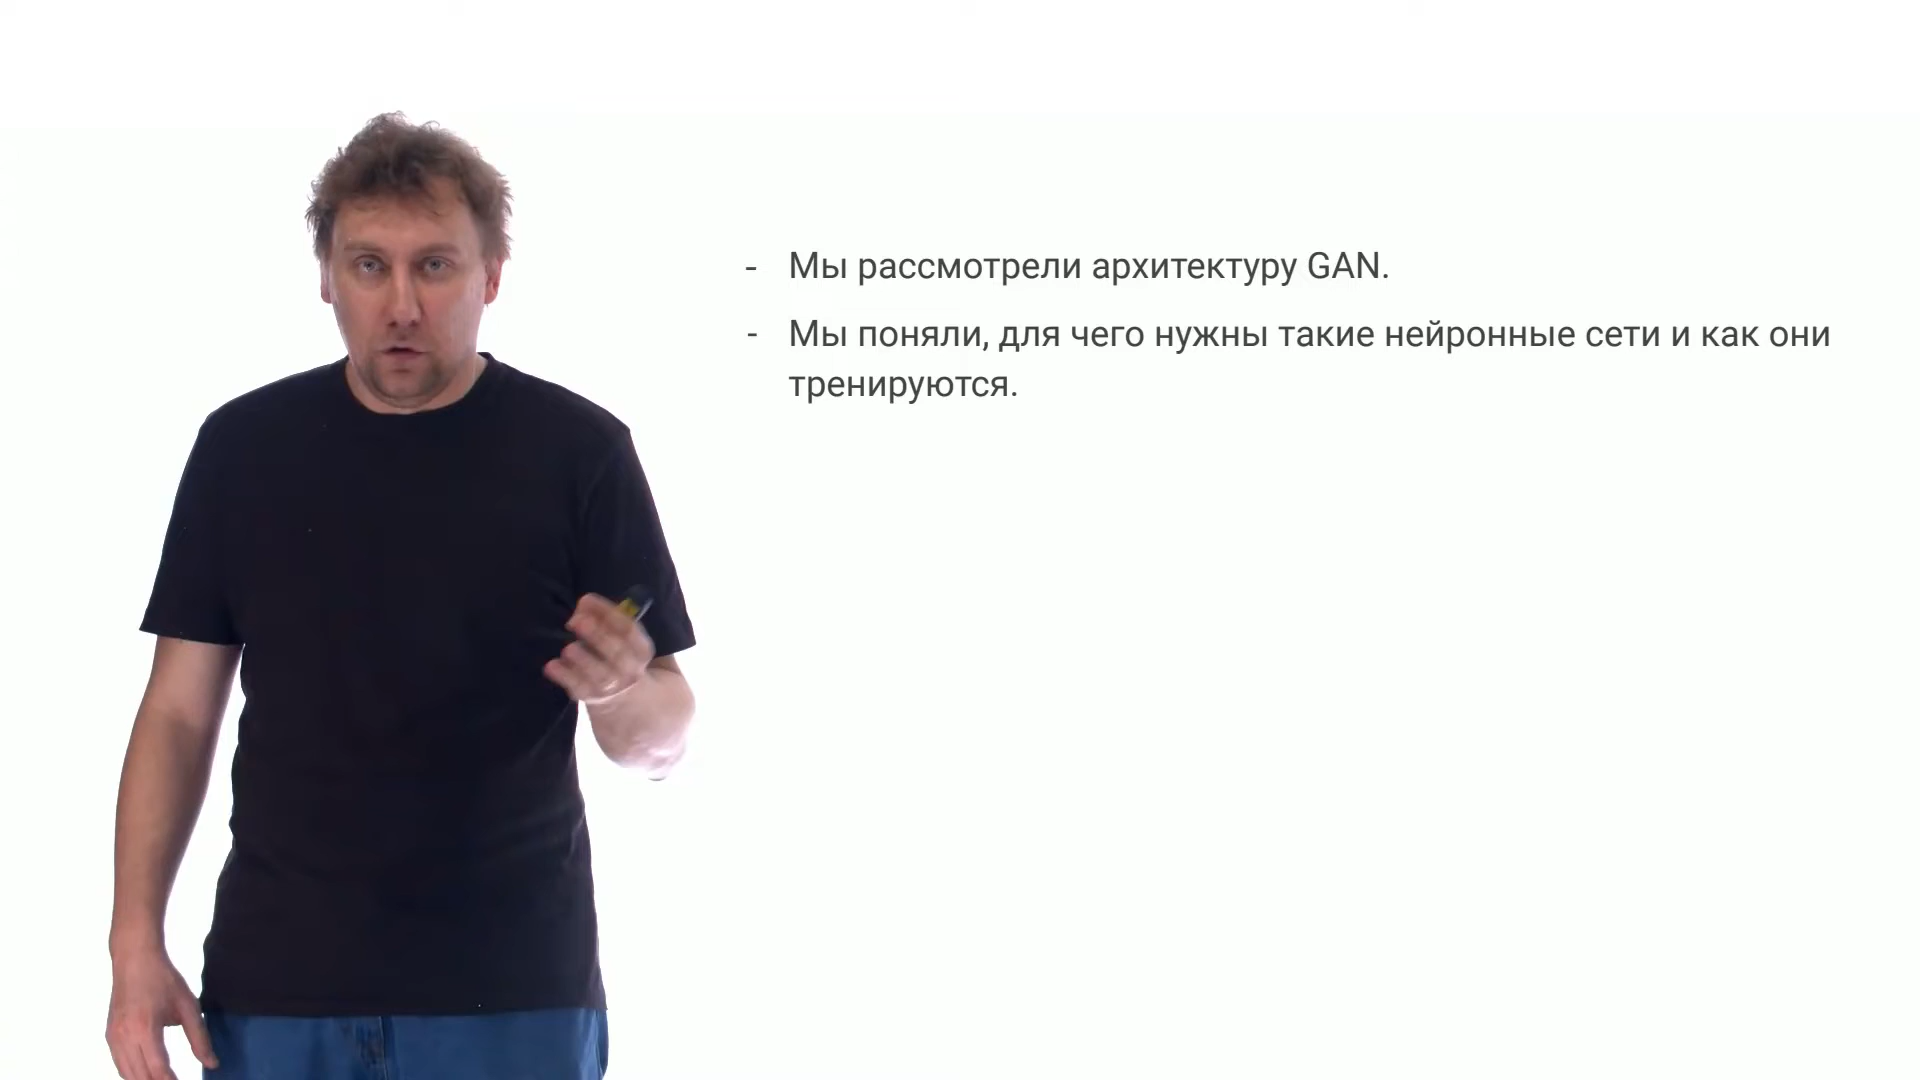 - Мы рассмотрели архитектуру GAN.
- Мы поняли, для чего нужны такие нейронные сети и как они
тренируются.